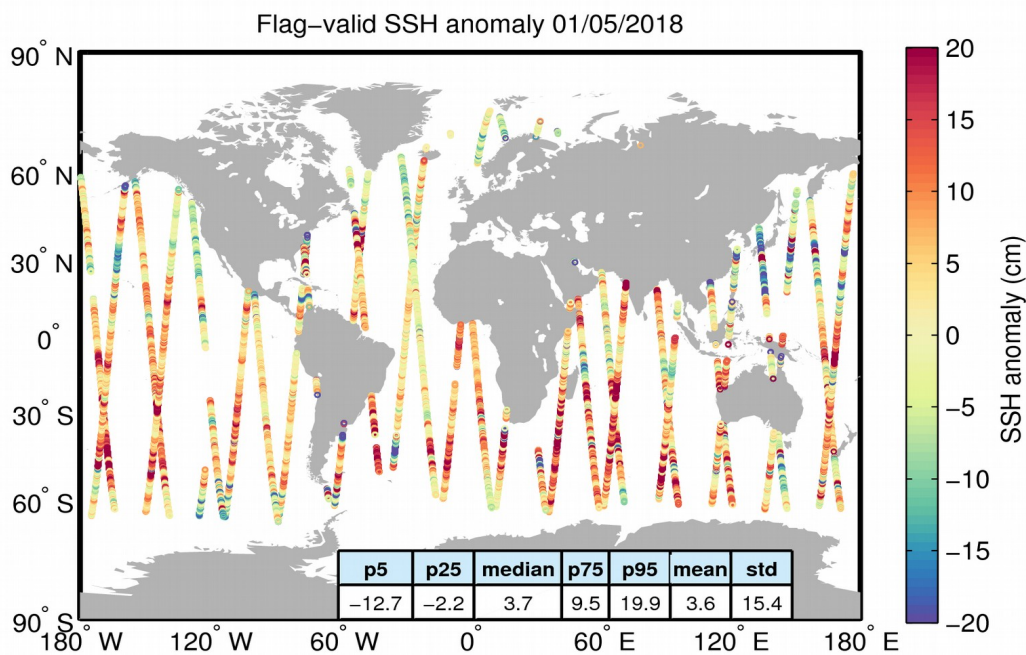 Flag−valid SSH anomaly 01/05/2018
90° N
60° N
30° N
0°
30° S
60° S
90° S
180° W
120° W
60° W
0°
60° E
120° E
180° E
p5 p25 median p75 p95 mean std
−12.7 −2.2 3.7 9.5 19.9 3.6 15.4
20
15
10
5
0
−5
−10
−15
−20
SSH anomaly (cm)